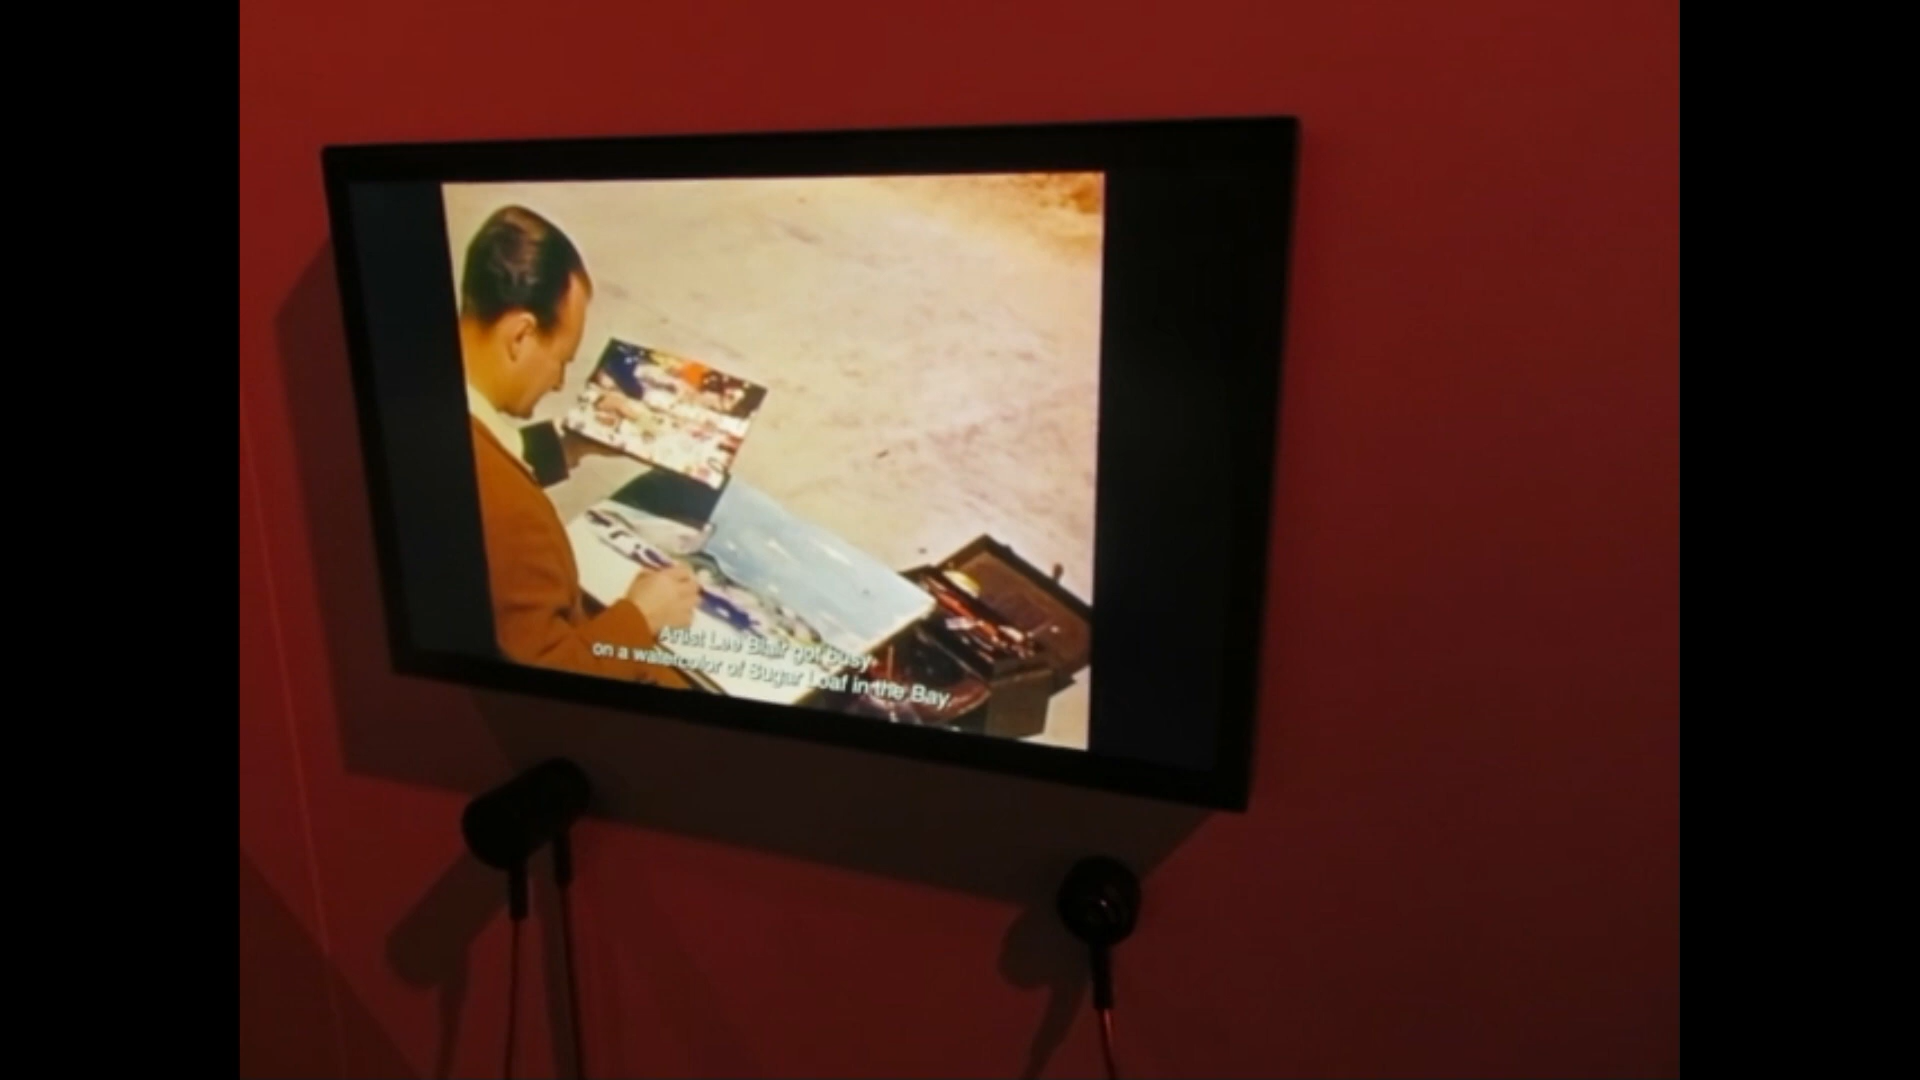 Artist Lee Blair got busy
on a watercolor of Sugar Loaf in the Bay.